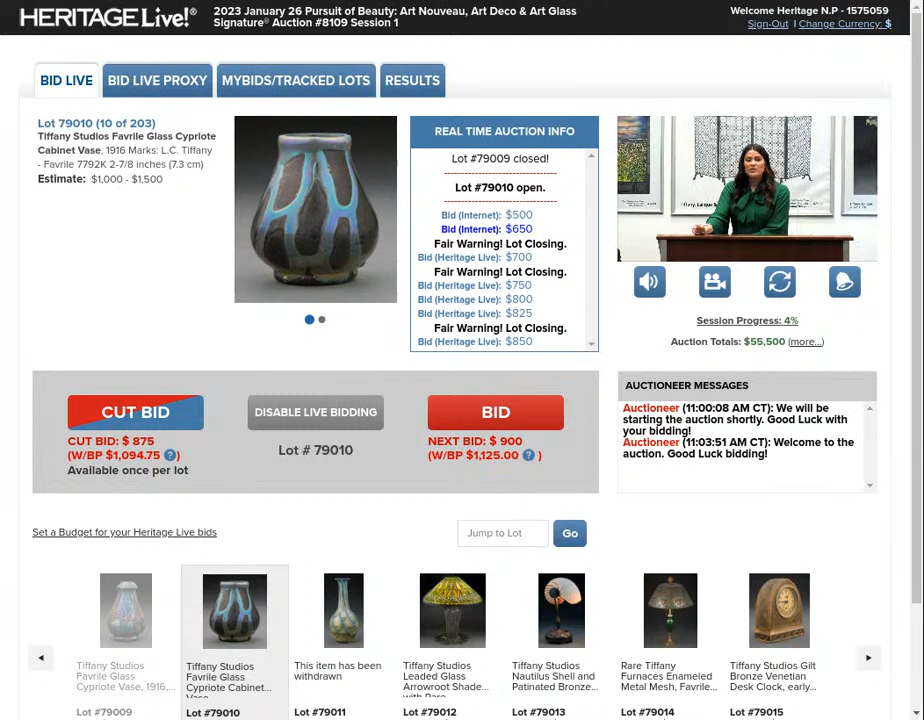 HERITAGE Live!®
2023 January 26 Pursuit of Beauty: Art Nouveau, Art Deco & Art Glass
Signature® Auction #8109 Session 1
Welcome Heritage N.P - 1575059
Sign-Out | Change Currency: $
BID LIVE
BID LIVE PROXY
MYBIDS/TRACKED LOTS
RESULTS
Lot 79010 (10 of 203)
Tiffany Studios Favrile Glass Cypriote
Cabinet Vase, 1916 Marks: L.C. Tiffany
- Favrile 7792K 2-7/8 inches (7.3 cm)
Estimate: $1,000 - $1,500
REAL TIME AUCTION INFO
Lot #79009 closed!
Lot #79010 open.
Bid (Internet): $500
Bid (Internet): $650
Fair Warning! Lot Closing.
Bid (Heritage Live): $700
Fair Warning! Lot Closing.
Bid (Heritage Live): $750
Bid (Heritage Live): $800
Bid (Heritage Live): $825
Fair Warning! Lot Closing.
Bid (Heritage Live): $850
Session Progress: 4%
Auction Totals: $55,500 (more...)
CUT BID
CUT BID: $ 875
(W/BP $1,094.75 ?)
Available once per lot
DISABLE LIVE BIDDING
Lot # 79010
BID
NEXT BID: $ 900
(W/BP $1,125.00 ? )
AUCTIONEER MESSAGES
Auctioneer (11:00:08 AM CT): We will be
starting the auction shortly. Good Luck with
your bidding!
Auctioneer (11:03:51 AM CT): Welcome to the
auction. Good Luck bidding!
Set a Budget for your Heritage Live bids
Jump to Lot
Go
Tiffany Studios
Favrile Glass
Cypriote Vase, 1916,...
Lot #79009
Tiffany Studios
Favrile Glass
Cypriote Cabinet...
Vase
Lot #79010
This item has been
withdrawn
Lot #79011
Tiffany Studios
Leaded Glass
Arrowroot Shade...
with Rare
Lot #79012
Tiffany Studios
Nautilus Shell and
Patinated Bronze...
Lot #79013
Rare Tiffany
Furnaces Enameled
Metal Mesh, Favrile...
Lot #79014
Tiffany Studios Gilt
Bronze Venetian
Desk Clock, early...
Lot #79015